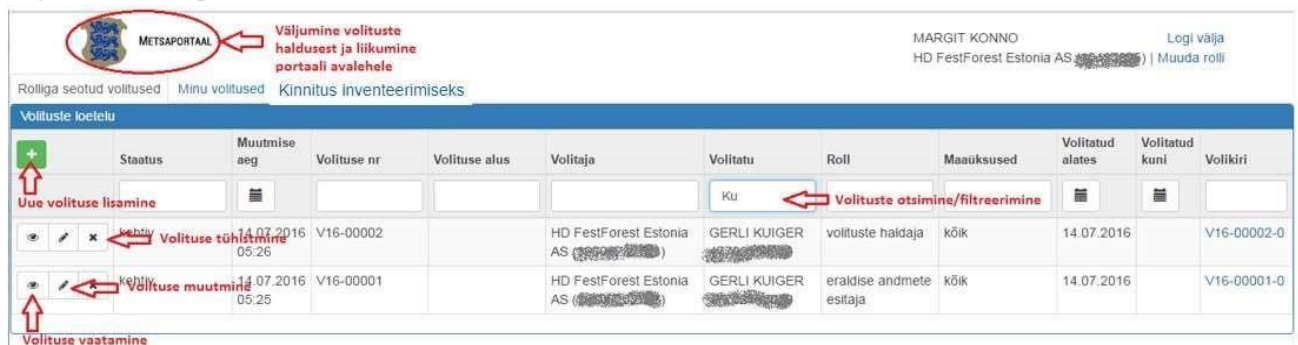 METSAPORTAAL
Väljumine volituste
haldusest ja liikumine
portaali avalehele
MARGIT KONNO
Logi välja
HD FestForest Estonia AS ) | Muuda rolli
Rolliga seotud volitused Minu volitused Kinnitus inventeerimiseks
Volituste loetelu
+ Staatus Muutmise aeg Volituse nr Volituse alus Volitaja Volitatu Roll Maaüksused Volitatud alates Volitatud kuni Volikiri
Ku
Uue volituse lisamine
Volituste otsimine/filtreerimine
kehtiv 14.07.2016 V16-00002 HD FestForest Estonia GERLI KUIGER volituste haldaja kõik 14.07.2016 V16-00002-0
Volituse tühistmine
05:26 AS
kehtiv 14.07.2016 V16-00001 HD FestForest Estonia GERLI KUIGER eraldise andmete kõik 14.07.2016 V16-00001-0
Volituse muutmine
05:25 AS esitaja
Volituse vaatamine